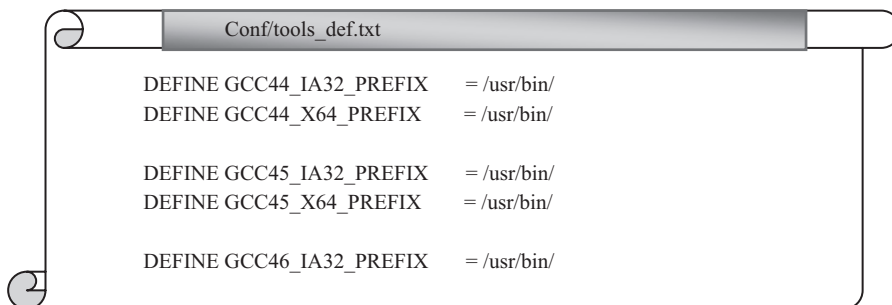 Conf/tools_def.txt
DEFINE GCC44_IA32_PREFIX = /usr/bin/
DEFINE GCC44_X64_PREFIX = /usr/bin/
DEFINE GCC45_IA32_PREFIX = /usr/bin/
DEFINE GCC45_X64_PREFIX = /usr/bin/
DEFINE GCC46_IA32_PREFIX = /usr/bin/